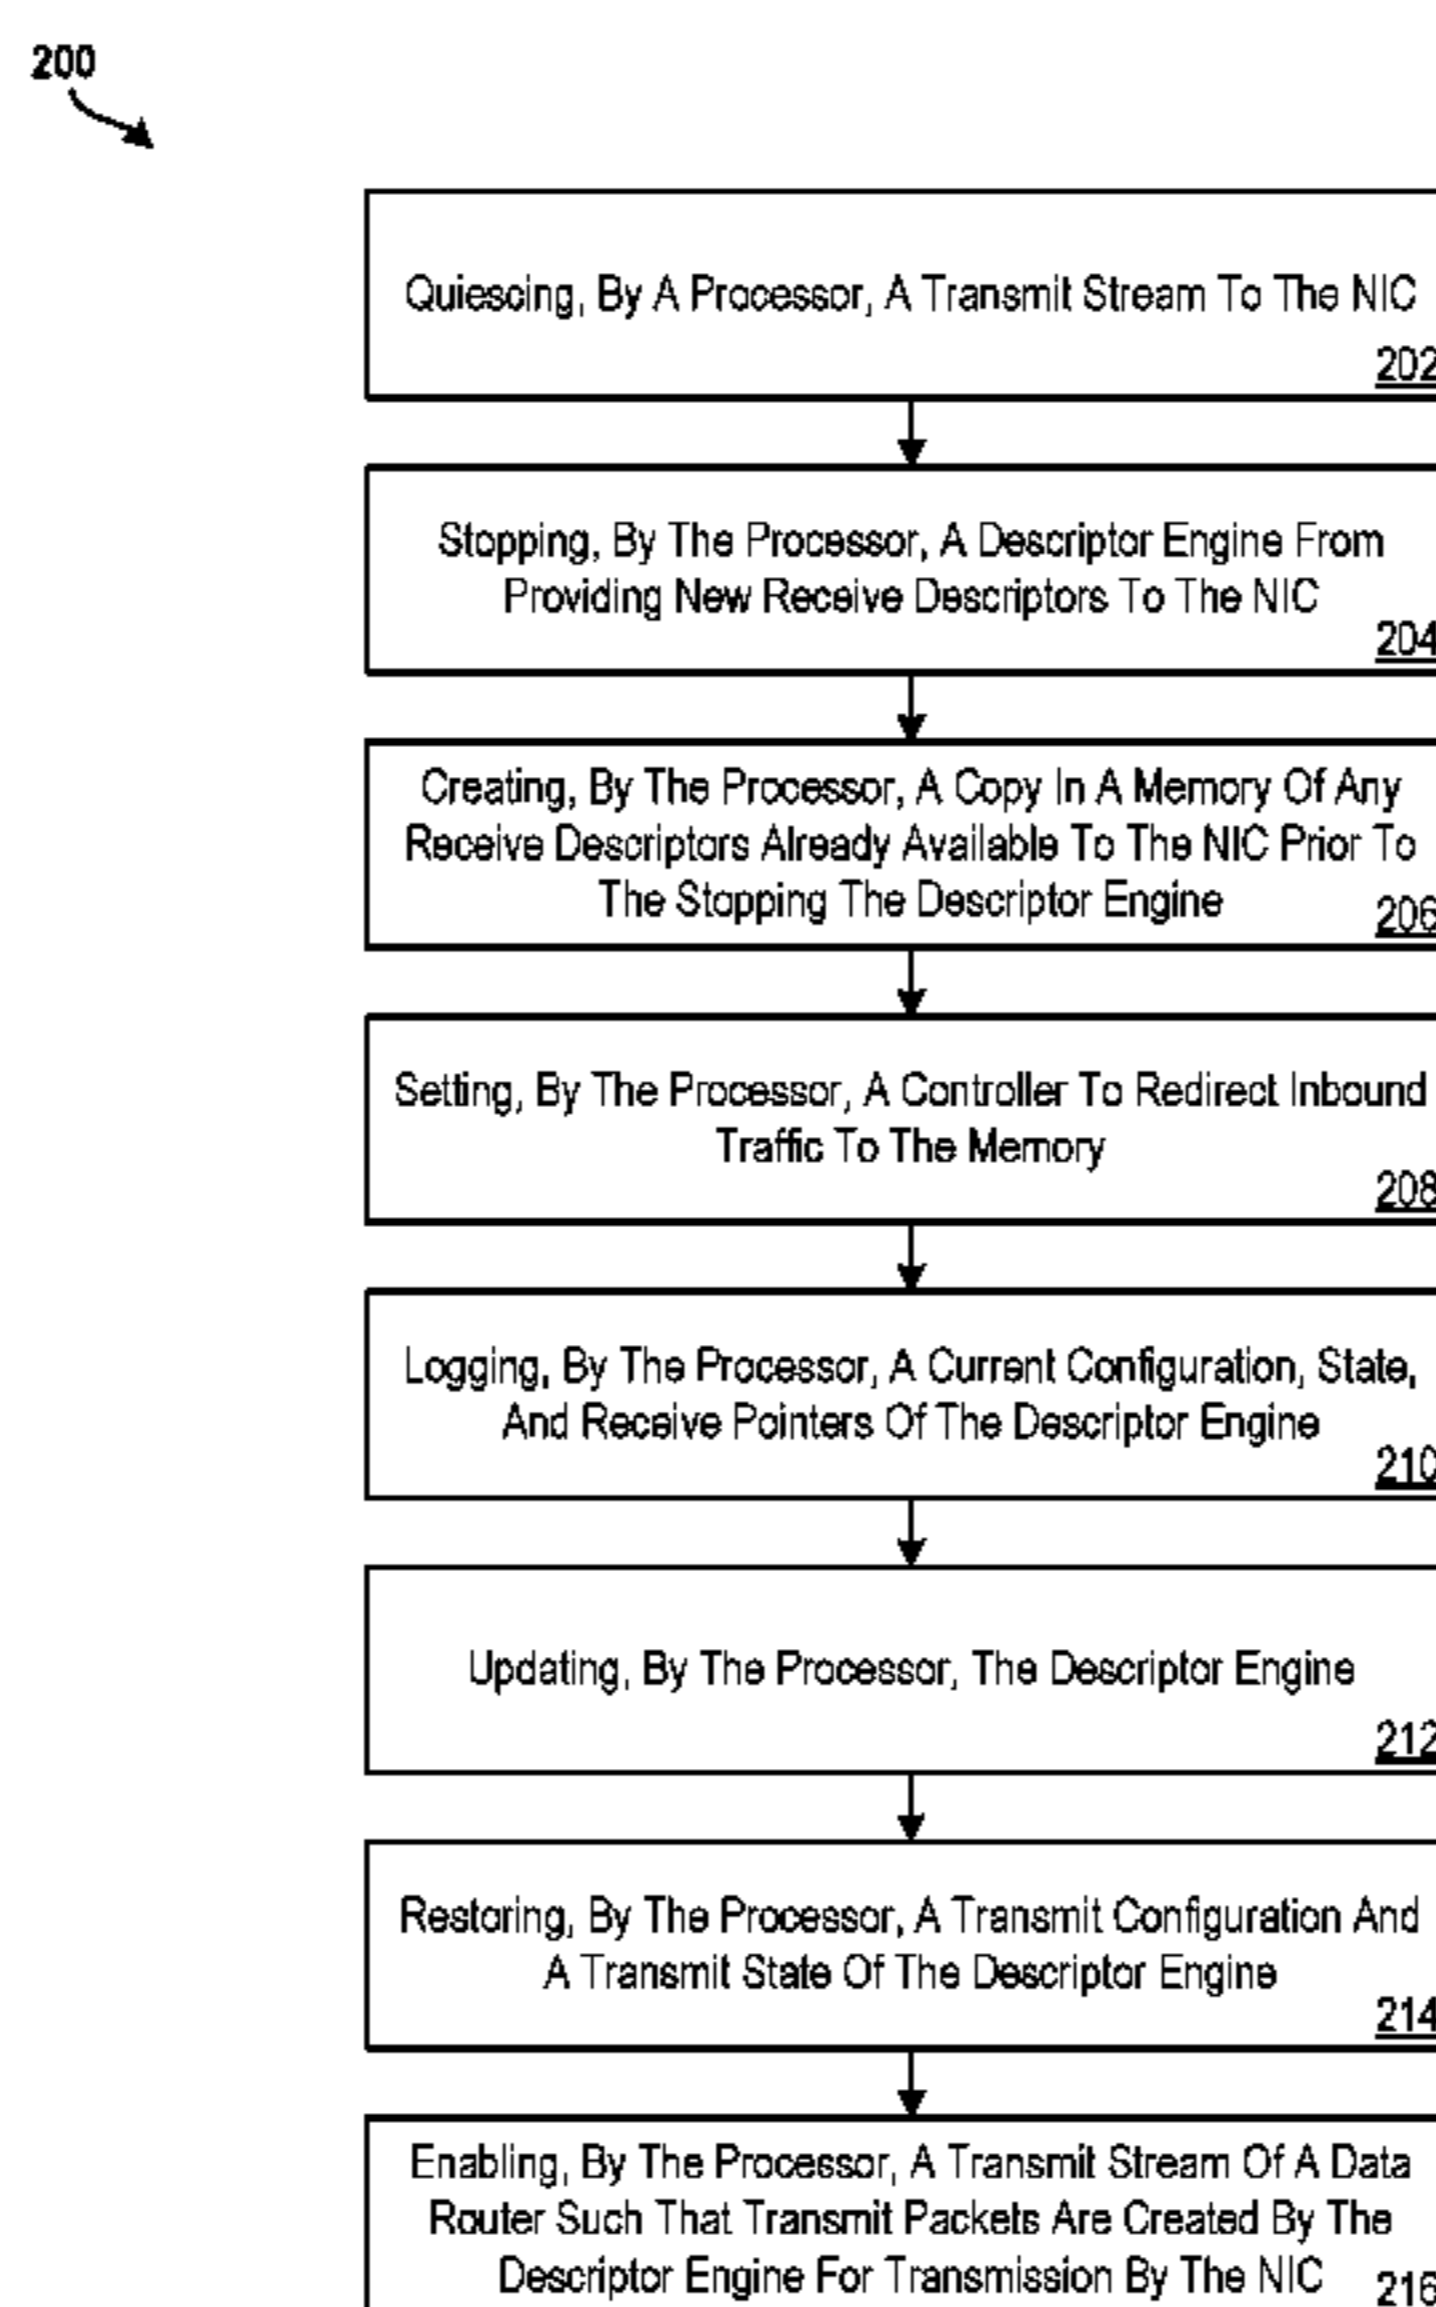 200
Quiescing, By A Processor, A Transmit Stream To The NIC
202
Stopping, By The Processor, A Descriptor Engine From
Providing New Receive Descriptors To The NIC
204
Creating, By The Processor, A Copy In A Memory Of Any
Receive Descriptors Already Available To The NIC Prior To
The Stopping The Descriptor Engine
206
Setting, By The Processor, A Controller To Redirect Inbound
Traffic To The Memory
208
Logging, By The Processor, A Current Configuration, State,
And Receive Pointers Of The Descriptor Engine
210
Updating, By The Processor, The Descriptor Engine
212
Restoring, By The Processor, A Transmit Configuration And
A Transmit State Of The Descriptor Engine
214
Enabling, By The Processor, A Transmit Stream Of A Data
Router Such That Transmit Packets Are Created By The
Descriptor Engine For Transmission By The NIC
216